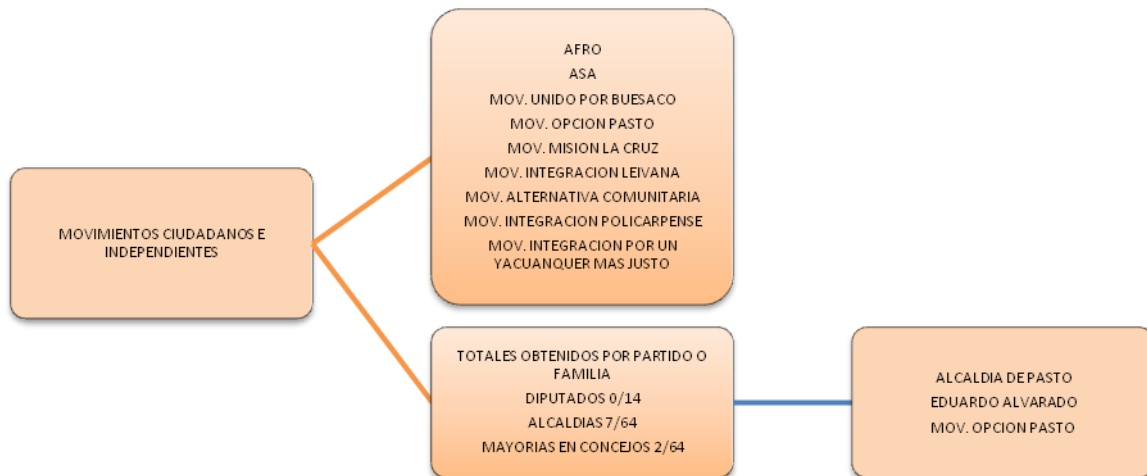 MOVIMIENTOS CIUDADANOS E
INDEPENDIENTES
AFRO
ASA
MOV. UNIDO POR BUESACO
MOV. OPCION PASTO
MOV. MISION LA CRUZ
MOV. INTEGRACION LEIVANA
MOV. ALTERNATIVA COMUNITARIA
MOV. INTEGRACION POLICARPENSE
MOV. INTEGRACION POR UN
YACUANQUER MAS JUSTO
TOTALES OBTENIDOS POR PARTIDO O
FAMILIA
DIPUTADOS 0/14
ALCALDIAS 7/64
MAYORIAS EN CONCEJOS 2/64
ALCALDIA DE PASTO
EDUARDO ALVARADO
MOV. OPCION PASTO